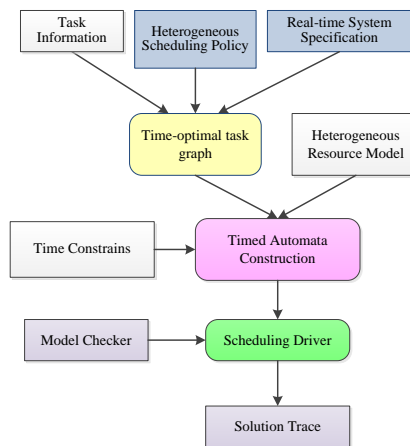 Task
Information
Heterogeneous
Scheduling Policy
Real-time System
Specification
Time-optimal task
graph
Heterogeneous
Resource Model
Time Constrains
Timed Automata
Construction
Model Checker
Scheduling Driver
Solution Trace